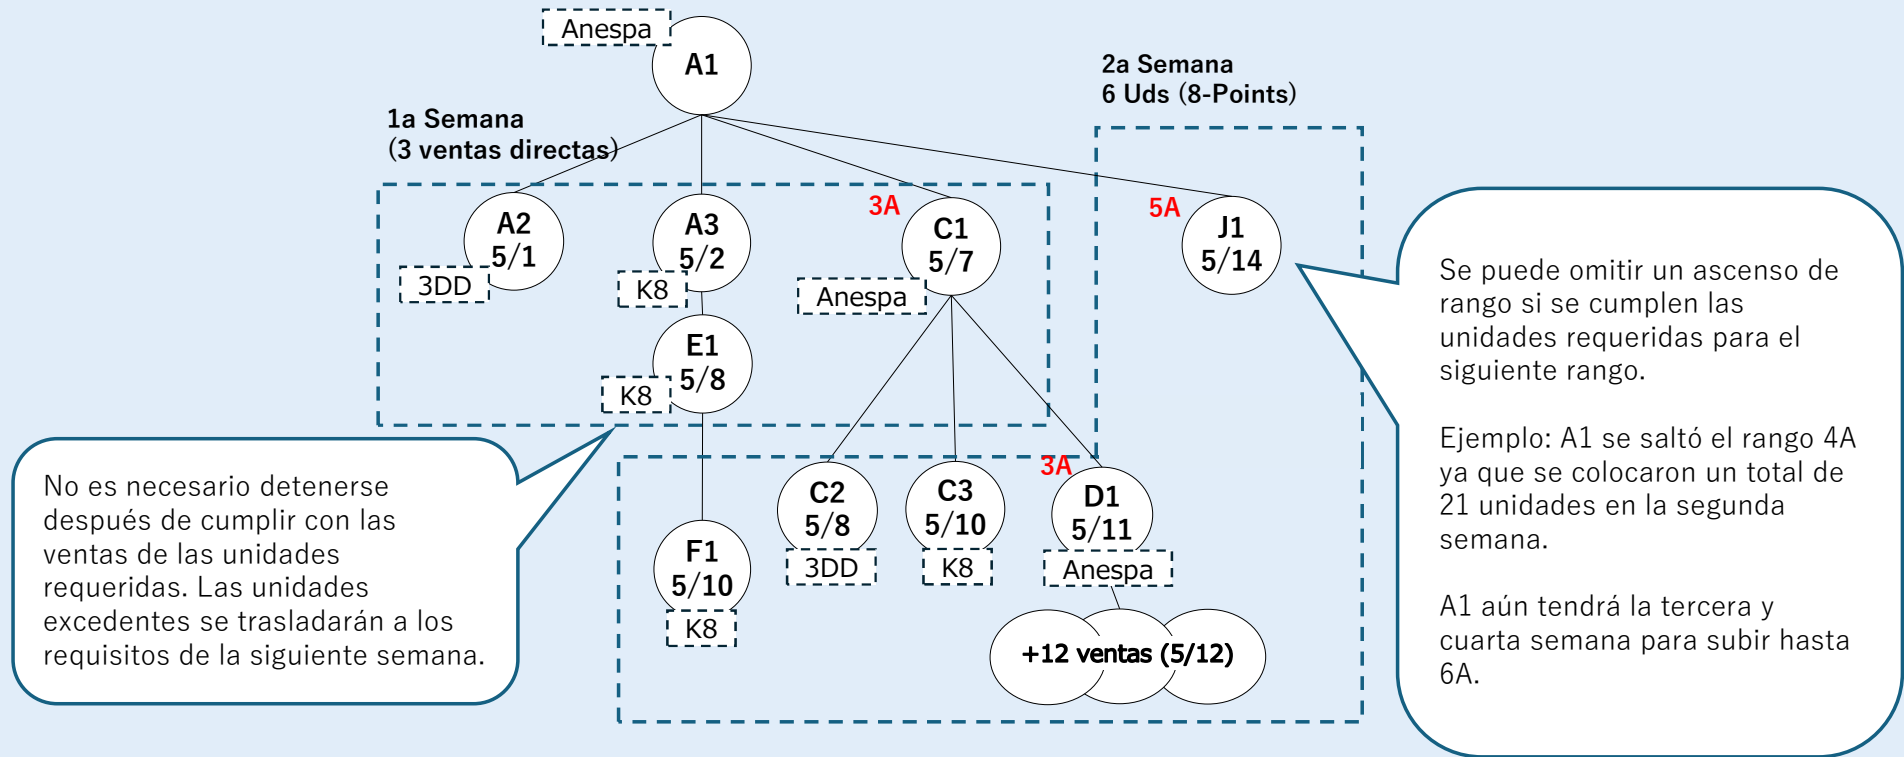 Anespa
A1
2a Semana
6 Uds (8-Points)
1a Semana
(3 ventas directas)
A2
5/1
3DD
A3
5/2
K8
3A
C1
5/7
Anespa
5A
J1
5/14
E1
5/8
K8
F1
5/10
K8
C2
5/8
3DD
C3
5/10
K8
3A
D1
5/11
Anespa
+12 ventas (5/12)
No es necesario detenerse
después de cumplir con las
ventas de las unidades
requeridas. Las unidades
excedentes se trasladarán a los
requisitos de la siguiente semana.
Se puede omitir un ascenso de
rango si se cumplen las
unidades requeridas para el
siguiente rango.
Ejemplo: A1 se saltó el rango 4A
ya que se colocaron un total de
21 unidades en la segunda
semana.
A1 aún tendrá la tercera y
cuarta semana para subir hasta
6A.